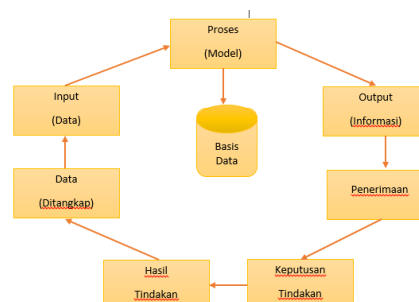 Proses
(Model)
Input
(Data)
Output
(Informasi)
Basis
Data
Data
(Ditangkap)
Penerimaan
Hasil
Tindakan
Keputusan
Tindakan